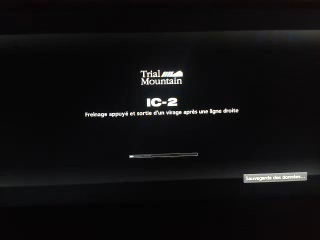 Trial
Mountain
IC-2
Freinage appuyé et sortie d'un virage après une ligne droite
Sauvegarde des données...